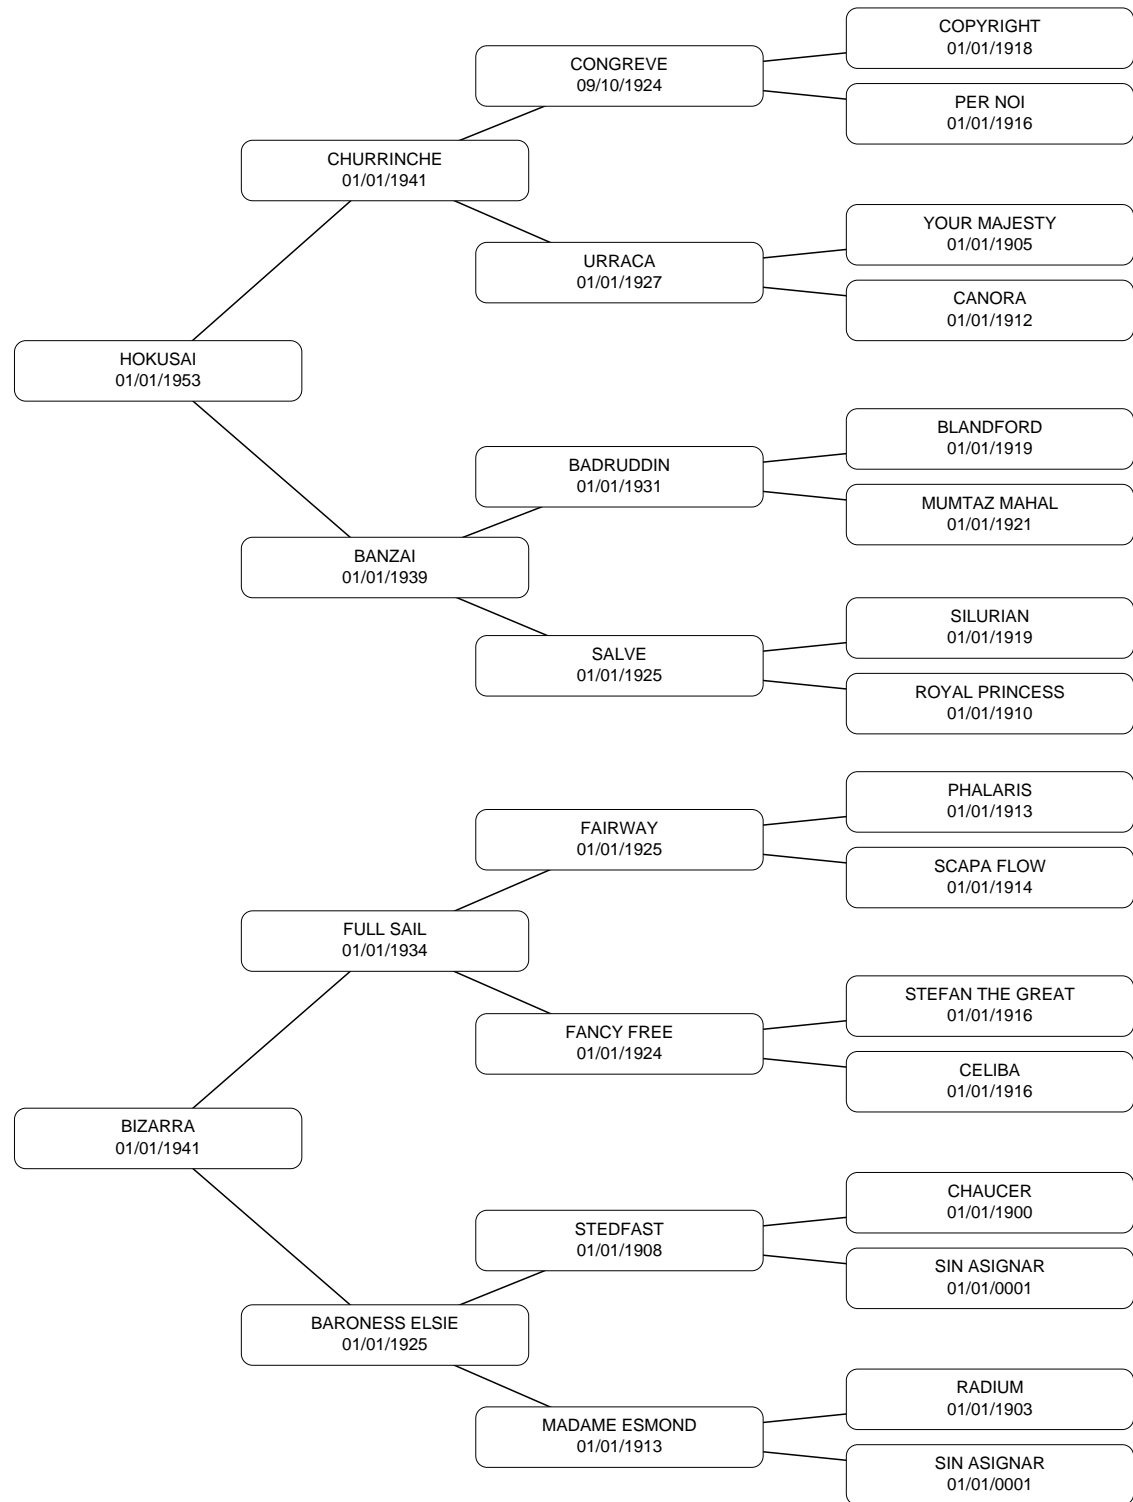 COPYRIGHT
01/01/1918
CONGREVE
09/10/1924
PER NOI
01/01/1916
CHURRINCHE
01/01/1941
YOUR MAJESTY
01/01/1905
URRACA
01/01/1927
CANORA
01/01/1912
HOKUSAI
01/01/1953
BLANDFORD
01/01/1919
BADRUDDIN
01/01/1931
MUMTAZ MAHAL
01/01/1921
BANZAI
01/01/1939
SILURIAN
01/01/1919
SALVE
01/01/1925
ROYAL PRINCESS
01/01/1910
PHALARIS
01/01/1913
FAIRWAY
01/01/1925
SCAPA FLOW
01/01/1914
FULL SAIL
01/01/1934
STEFAN THE GREAT
01/01/1916
FANCY FREE
01/01/1924
CELIBA
01/01/1916
BIZARRA
01/01/1941
CHAUCER
01/01/1900
STEDFAST
01/01/1908
SIN ASIGNAR
01/01/0001
BARONESS ELSIE
01/01/1925
RADIUM
01/01/1903
MADAME ESMOND
01/01/1913
SIN ASIGNAR
01/01/0001